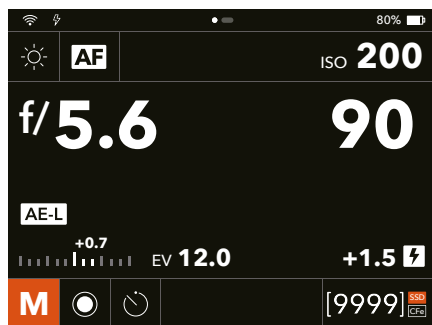 80%
AF ISO 200
f/5.6 90
AE-L
+0.7
EV 12.0 +1.5
M [9999] SSD
CFe